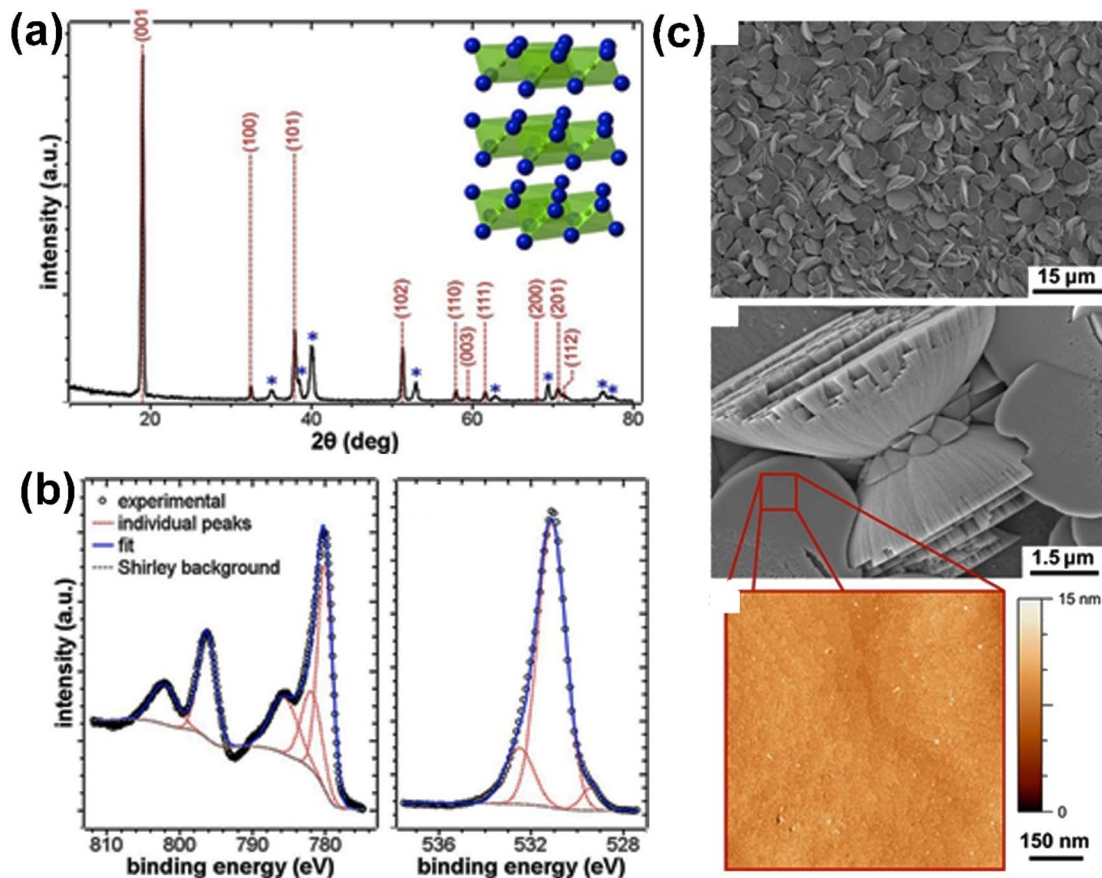 (a)
intensity (a.u.)
(001)
(100)
(101)
*
*
*
(102)
*
(110)
(003)
(111)
*
(200)
*
(201)
(112)
*
*
20
40
60
80
2θ (deg)
(b)
experimental
individual peaks
fit
Shirley background
intensity (a.u.)
810
800
790
780
binding energy (eV)
536
532
528
binding energy (eV)
(c)
15 µm
1.5 µm
15 nm
0
150 nm